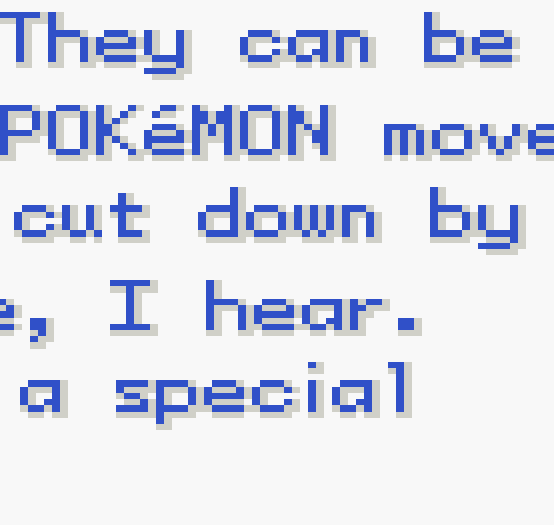 They can be
POKéMON move
cut down by
e, I hear.
a special